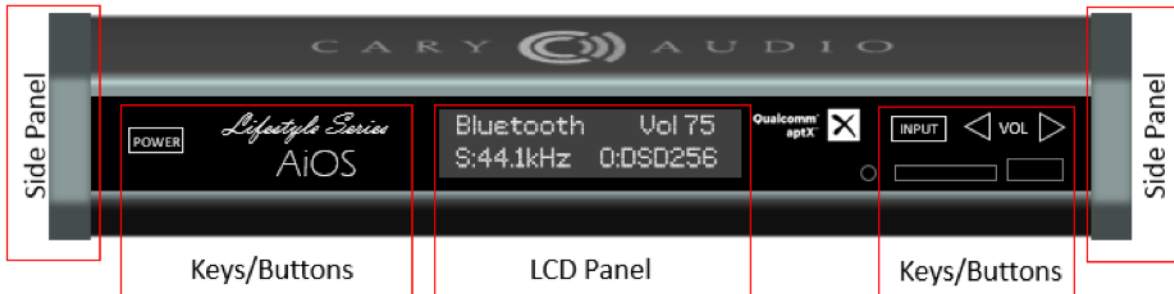 CARY AUDIO
Side Panel
POWER
Lifestyle Series
AiOS
Bluetooth Vol 75
S:44.1kHz O:DSD256
Qualcomm
aptX
INPUT VOL
Side Panel
Keys/Buttons
LCD Panel
Keys/Buttons